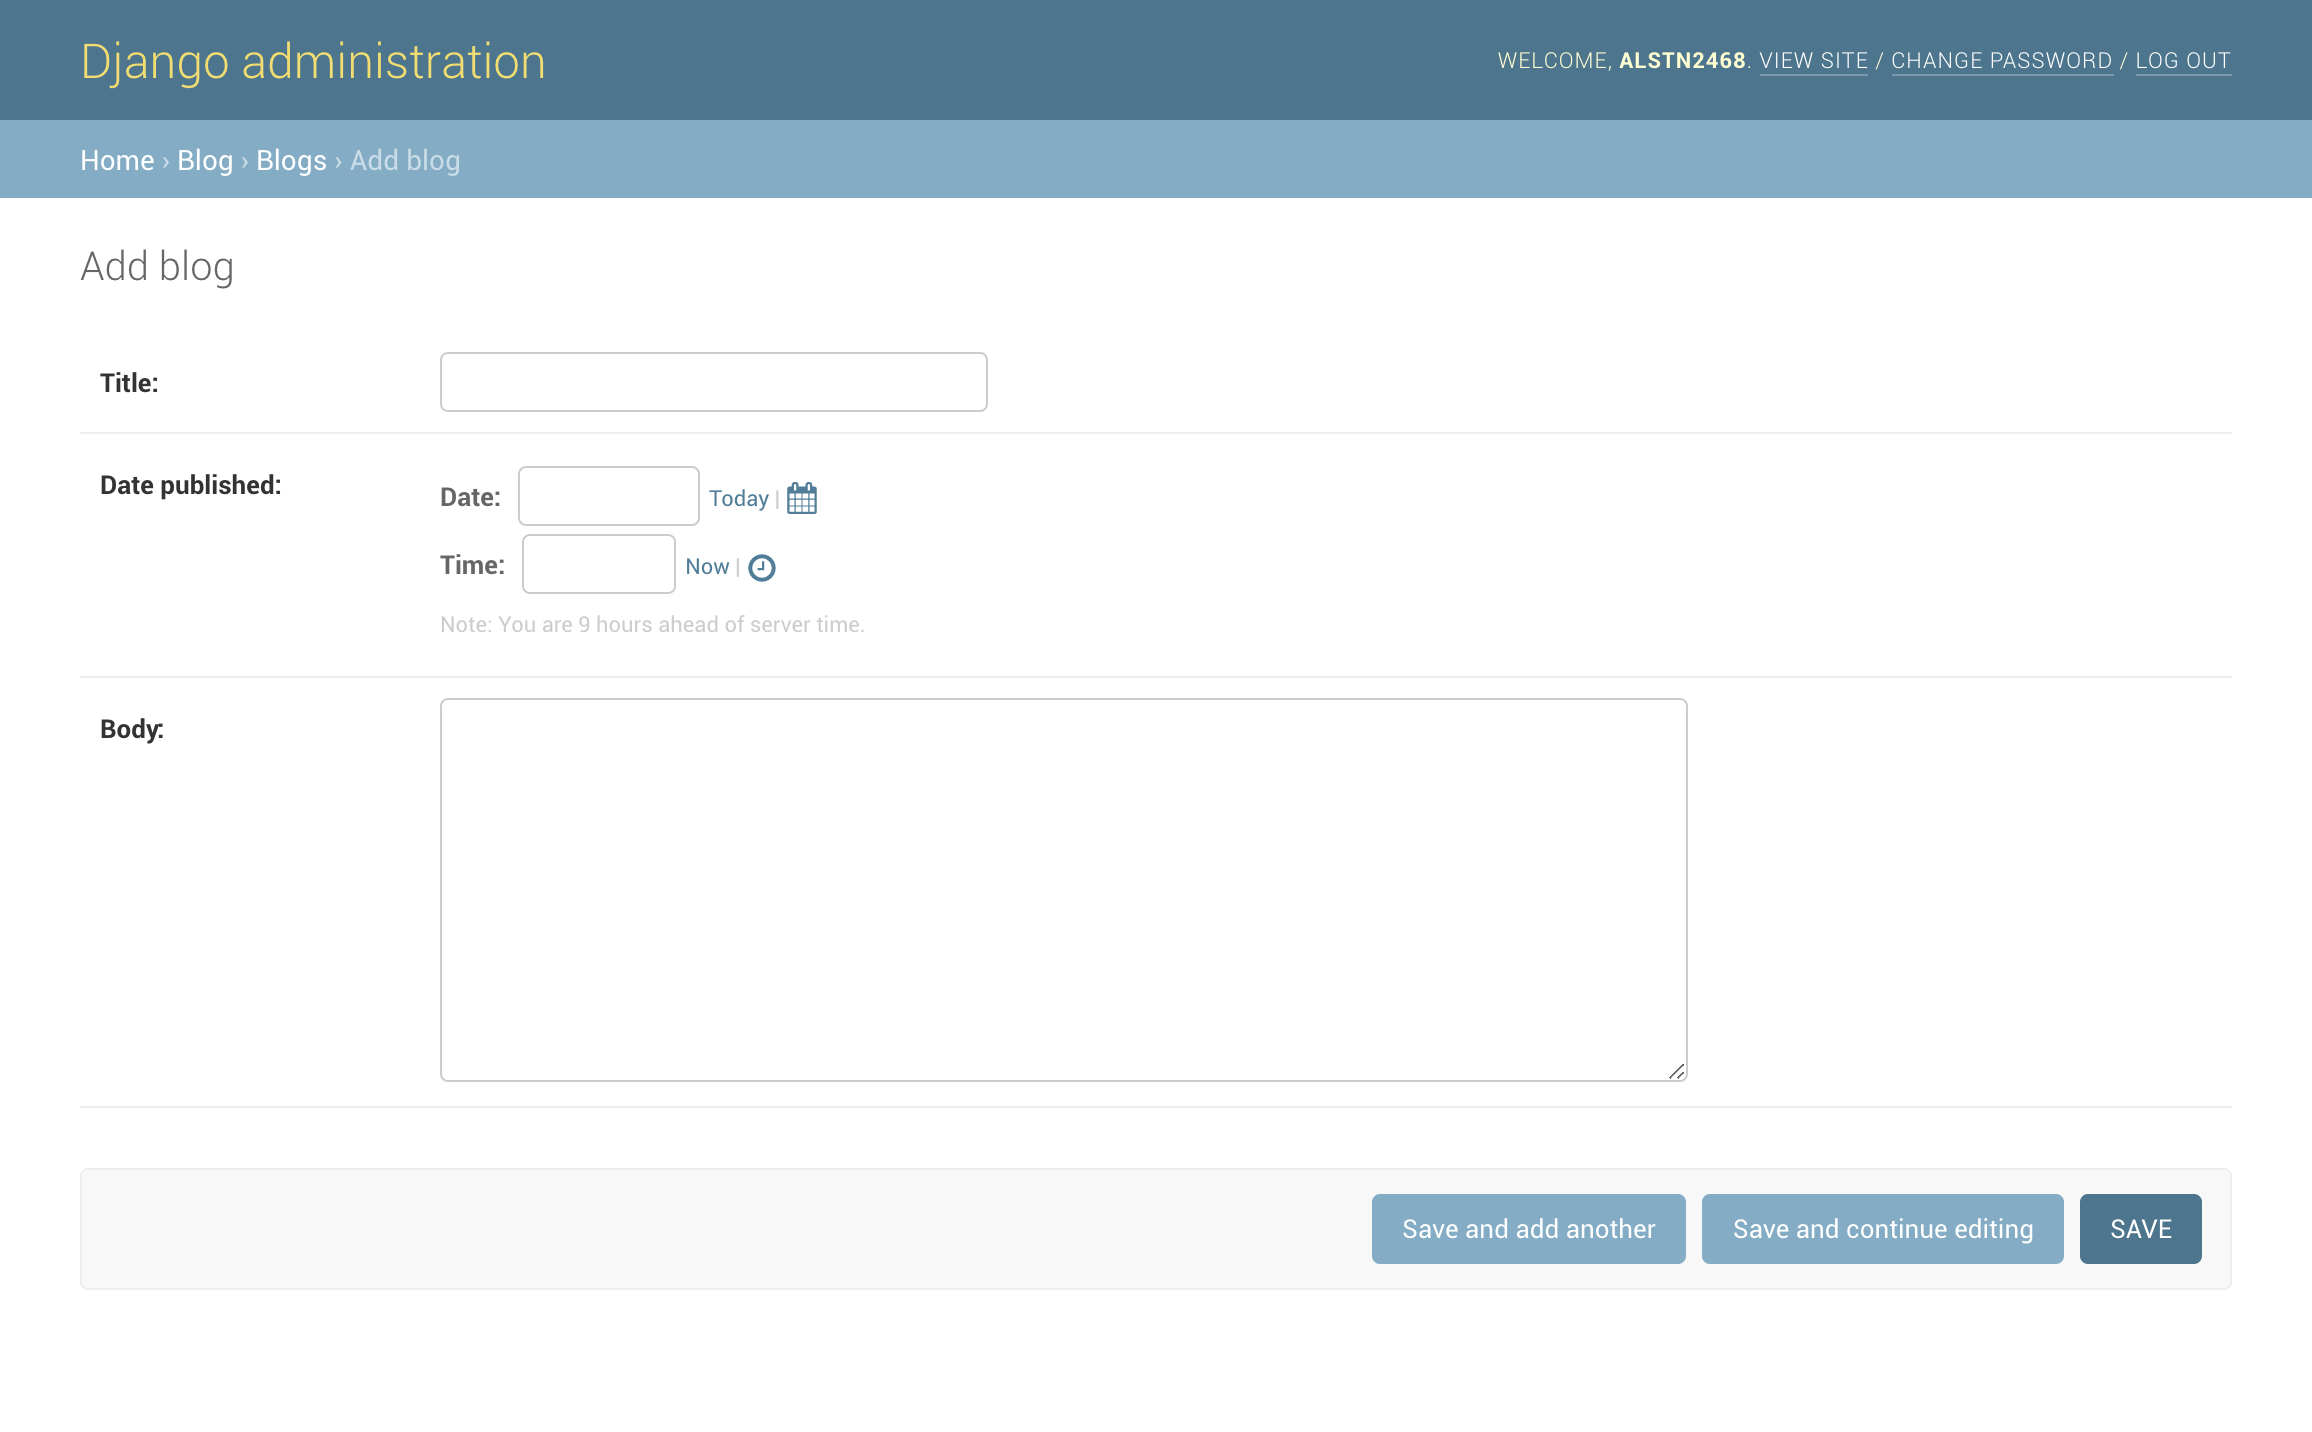 Django administration
WELCOME, ALSTN2468. VIEW SITE / CHANGE PASSWORD / LOG OUT
Home › Blog › Blogs › Add blog
Add blog
Title:
Date published:
Date: Today |
Time: Now |
Note: You are 9 hours ahead of server time.
Body:
Save and add another
Save and continue editing
SAVE